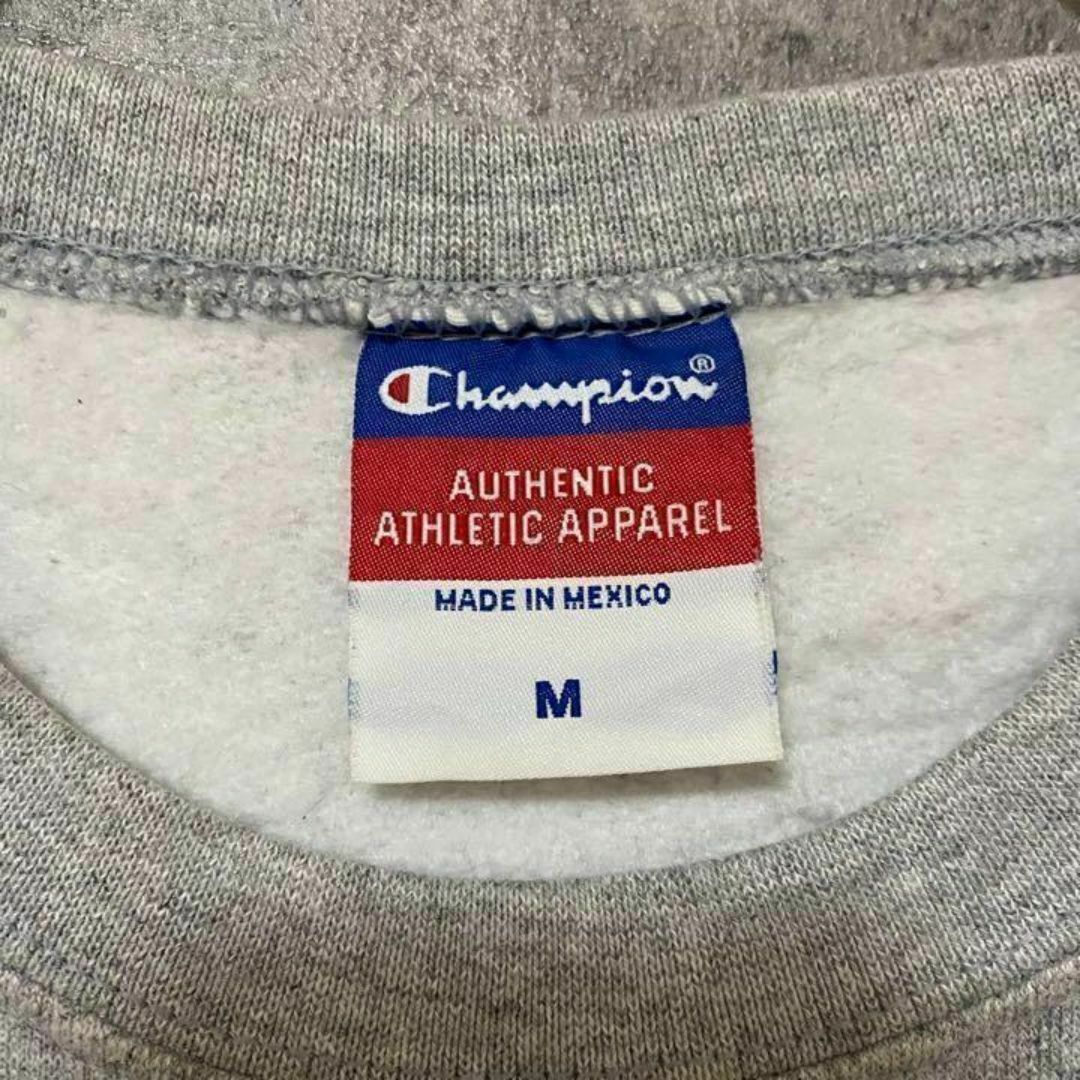 Champion®
AUTHENTIC
ATHLETIC APPAREL
MADE IN MEXICO
M